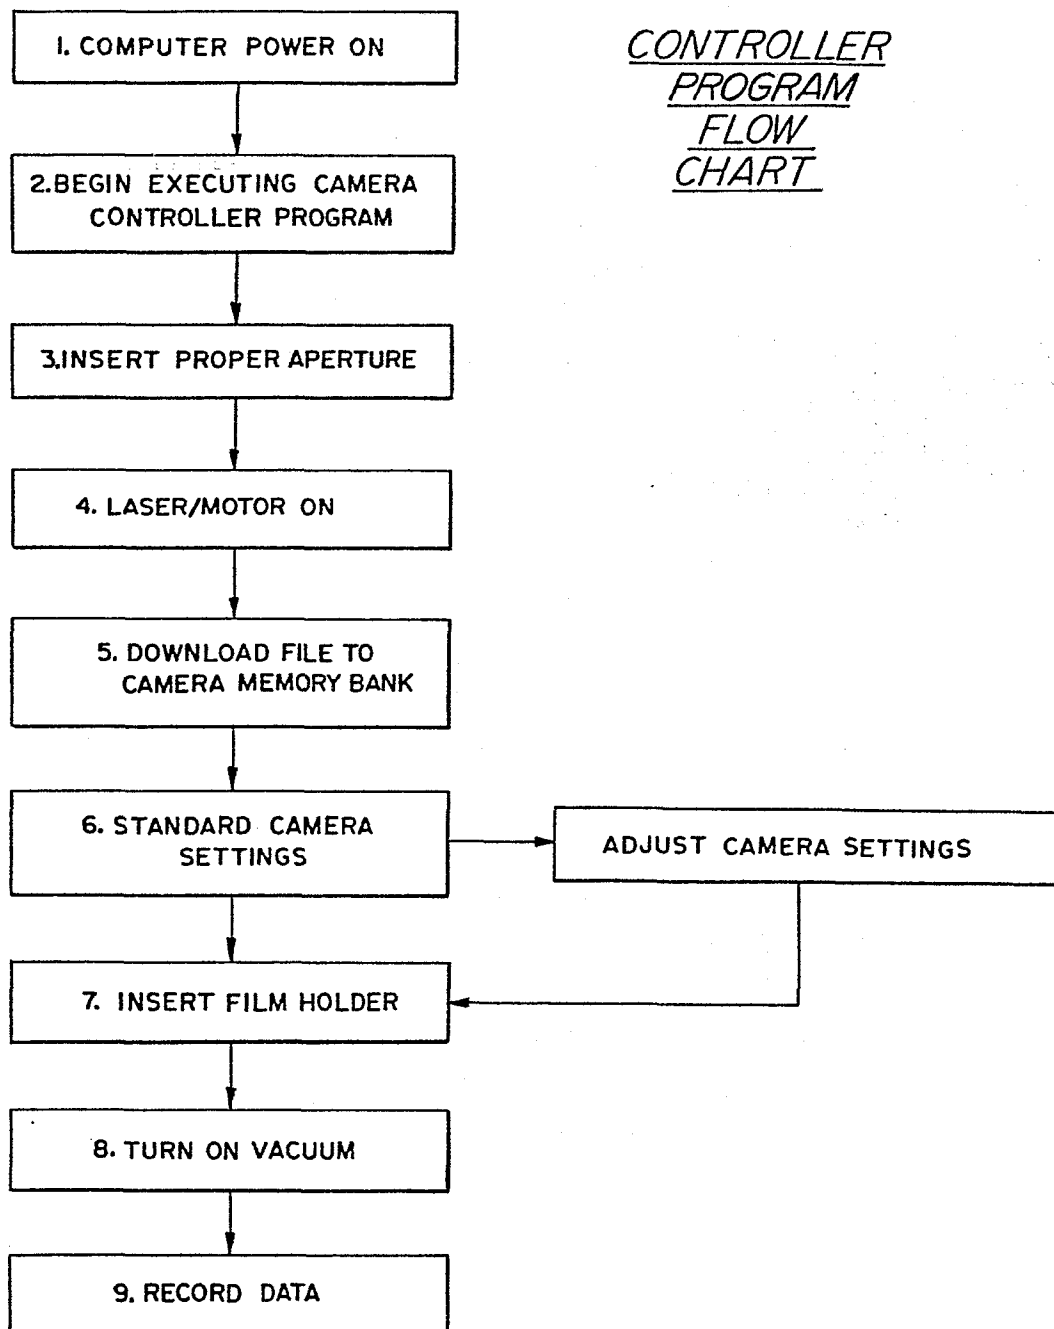 CONTROLLER
PROGRAM
FLOW
CHART
1. COMPUTER POWER ON
2. BEGIN EXECUTING CAMERA
CONTROLLER PROGRAM
3. INSERT PROPER APERTURE
4. LASER/MOTOR ON
5. DOWNLOAD FILE TO
CAMERA MEMORY BANK
6. STANDARD CAMERA
SETTINGS
ADJUST CAMERA SETTINGS
7. INSERT FILM HOLDER
8. TURN ON VACUUM
9. RECORD DATA